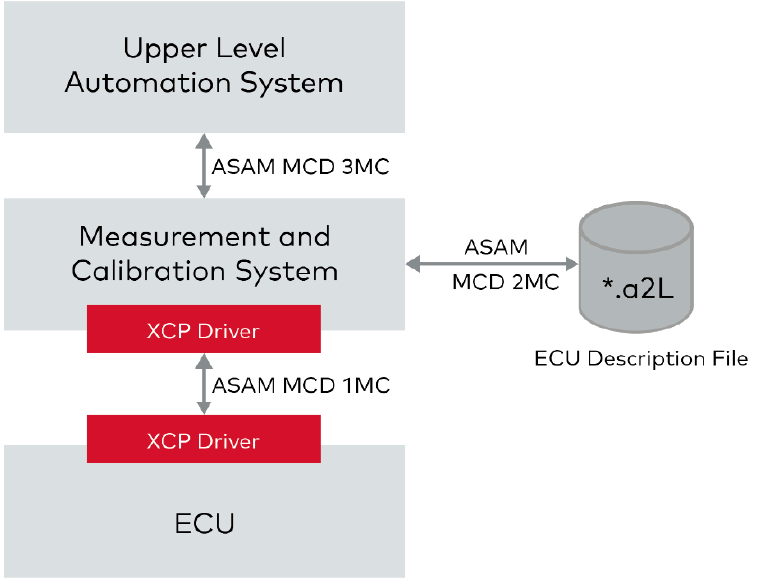 Upper Level
Automation System
ASAM MCD 3MC
Measurement and
Calibration System
ASAM
MCD 2MC
*.a2L
ECU Description File
XCP Driver
ASAM MCD 1MC
XCP Driver
ECU